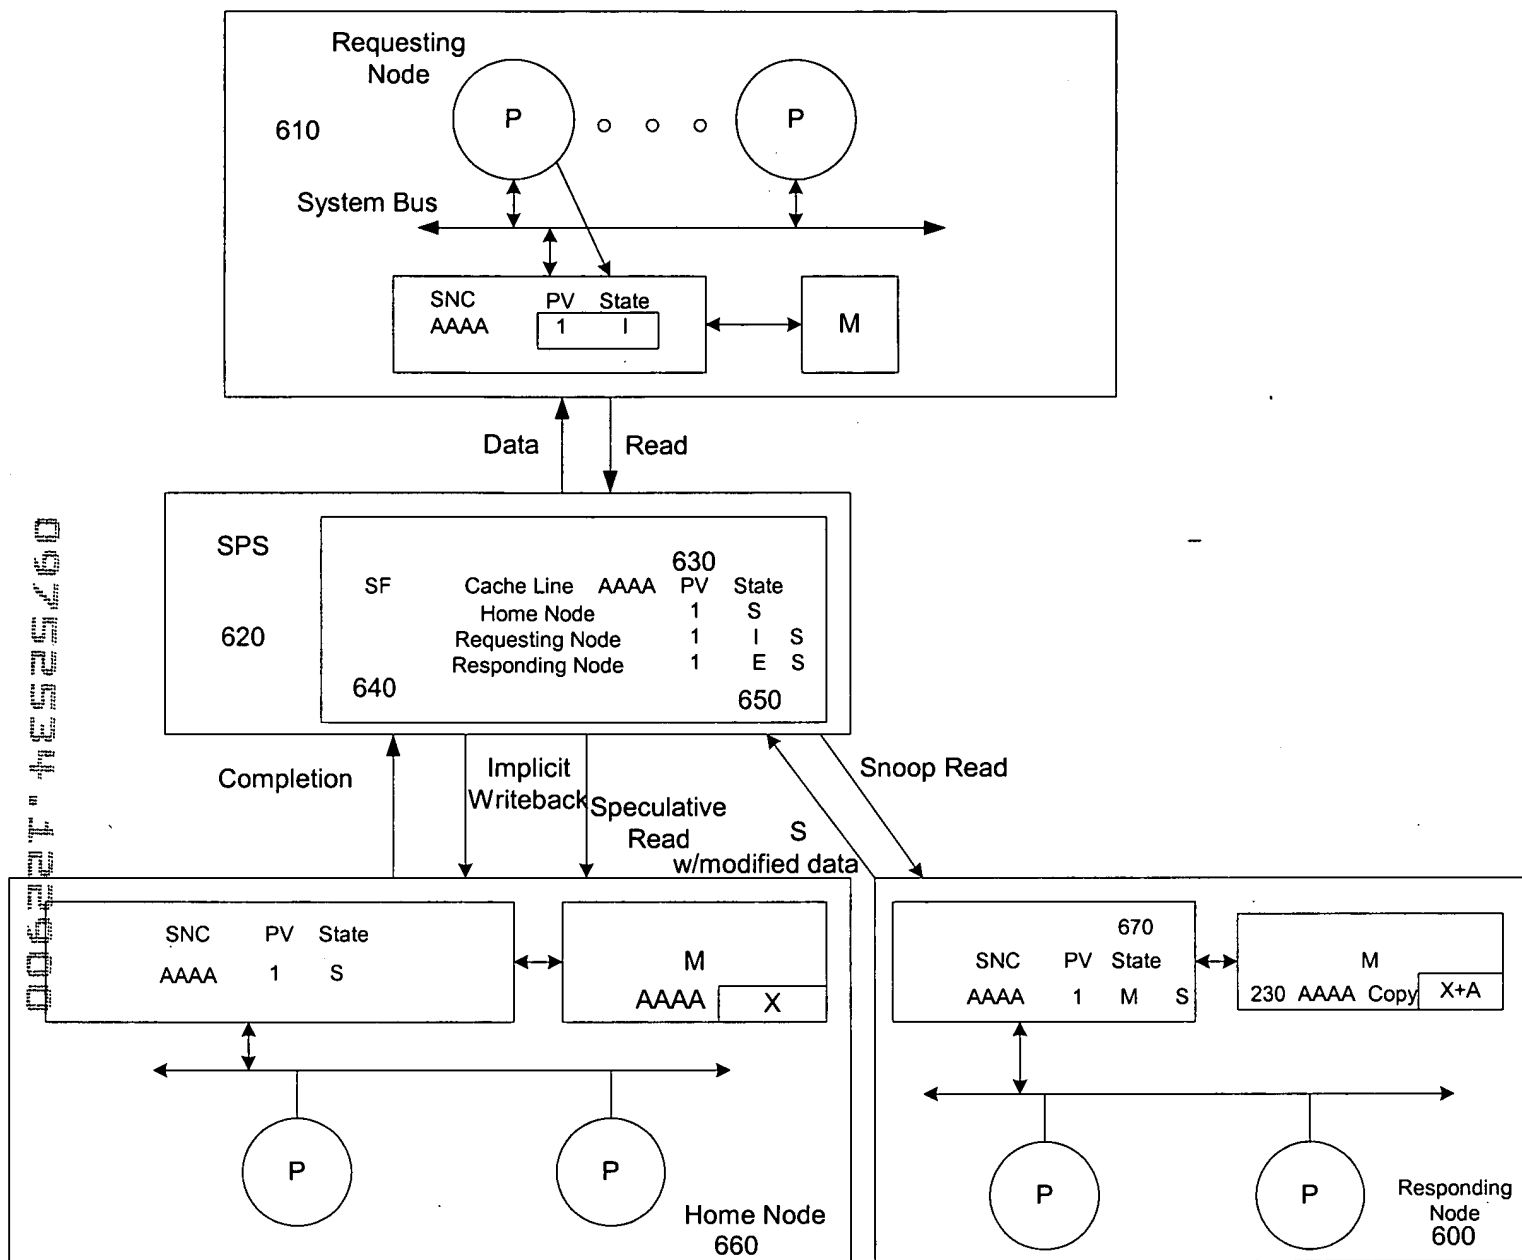 Requesting
Node
610
P
P
System Bus
SNC PV State
AAAA 1 I
M
Data
Read
SPS
620
630
SF Cache Line AAAA PV State
Home Node 1 S
Requesting Node 1 I S
Responding Node 1 E S
640
650
Completion
Implicit
Writeback
Speculative
Read
S
w/modified data
Snoop Read
SNC PV State
AAAA 1 S
M
AAAA X
P
P
Home Node
660
670
SNC PV State
AAAA 1 M S
M
230 AAAA Copy X+A
P
P
Responding
Node
600
09752534.122900